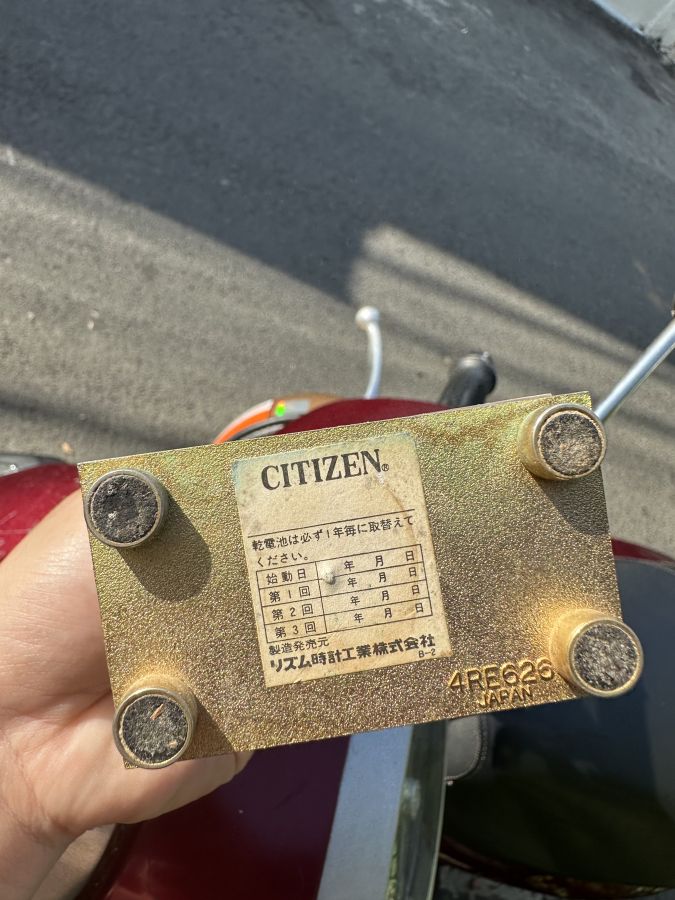 CITIZEN®
乾電池は必ず1年毎に取替えて
ください。
始動日 年 月 日
第1回 年 月 日
第2回 年 月 日
第3回 年 月 日
製造発売元
リズム時計工業株式会社
B-2
4RE626
JAPAN